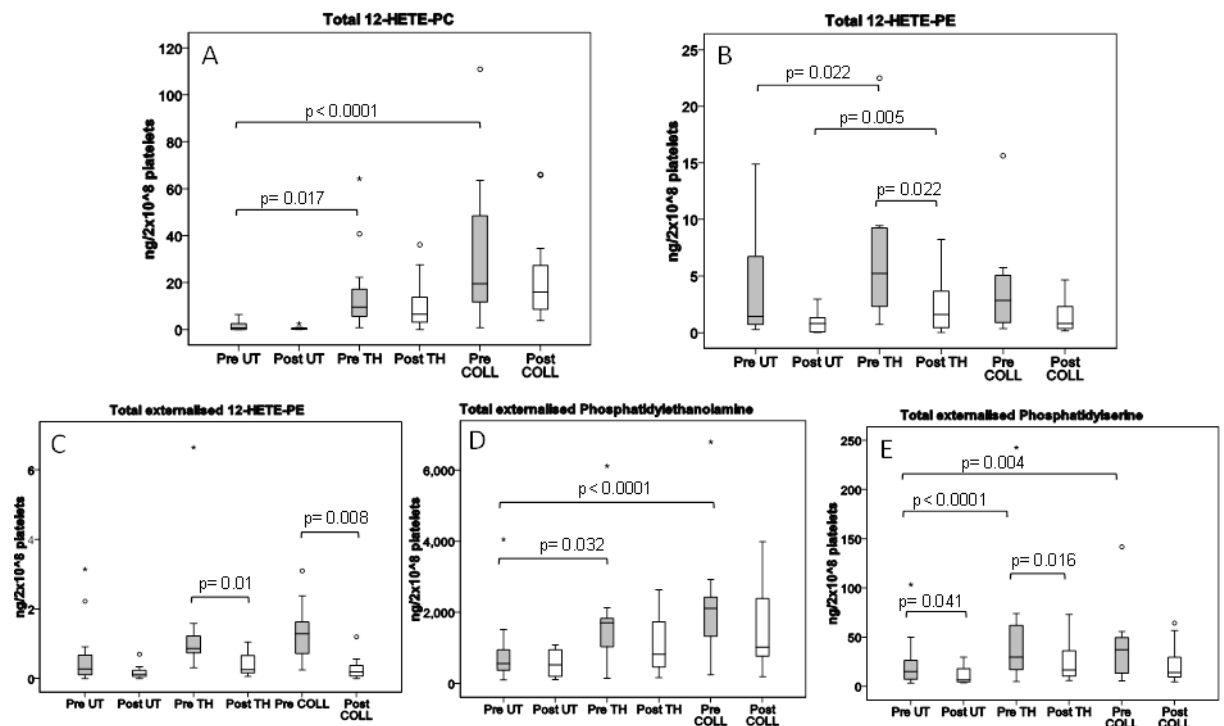 Total 12-HETE-PC
A
ng/2x10^8 platelets
120
100
80
60
40
20
0
p< 0.0001
p= 0.017
*
*
Pre UT
Post UT
Pre TH
Post TH
Pre
COLL
Post
COLL
Total 12-HETE-PE
B
ng/2x10^8 platelets
25
20
15
10
5
0
p= 0.022
p= 0.005
p= 0.022
Pre UT
Post UT
Pre TH
Post TH
Pre
COLL
Post
COLL
Total externalised 12-HETE-PE
C
ng/2x10^8 platelets
6
4
2
0
*
*
p= 0.008
p= 0.01
Pre UT
Post UT
Pre TH
Post TH
Pre COLL
Post
COLL
Total externalised Phosphatidylethanolamine
D
ng/2x10^8 platelets
6,000
4,000
2,000
0
*
*
*
p< 0.0001
p= 0.032
Pre UT
Post UT
Pre TH
Post TH
Pre
COLL
Post
COLL
Total externalised Phosphatidylserine
E
ng/2x10^8 platelets
250
200
150
100
50
0
*
*
p= 0.004
p< 0.0001
p= 0.016
p= 0.041
Pre UT
Post UT
Pre TH
Post TH
Pre
COLL
Post
COLL